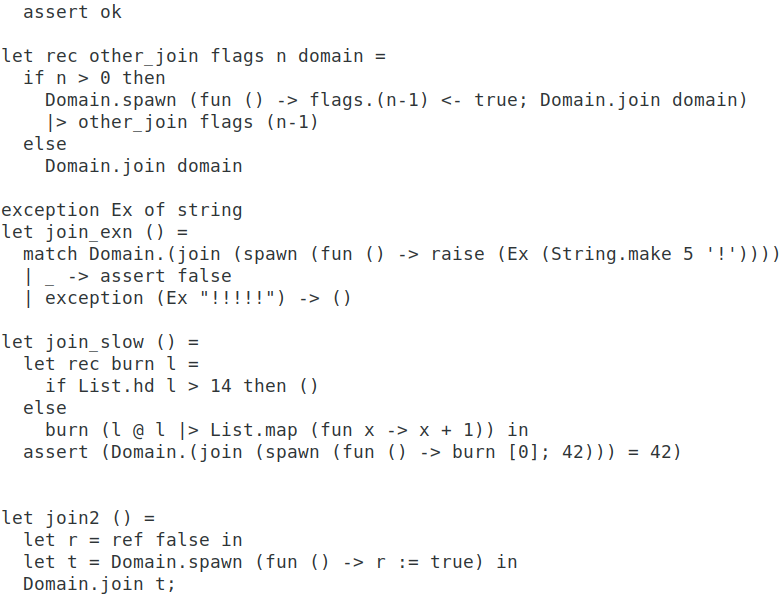 assert ok

let rec other_join flags n domain =
  if n > 0 then
    Domain.spawn (fun () -> flags.(n-1) <- true; Domain.join domain)
    |> other_join flags (n-1)
  else
    Domain.join domain

exception Ex of string
let join_exn () =
  match Domain.(join (spawn (fun () -> raise (Ex (String.make 5 '!'))))
  | _ -> assert false
  | exception (Ex "!!!!!") -> ()

let join_slow () =
  let rec burn l =
    if List.hd l > 14 then ()
  else
    burn (l @ l |> List.map (fun x -> x + 1)) in
  assert (Domain.(join (spawn (fun () -> burn [0]; 42))) = 42)


let join2 () =
  let r = ref false in
  let t = Domain.spawn (fun () -> r := true) in
  Domain.join t;